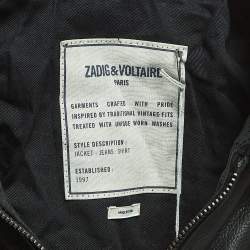 ZADIG&VOLTAIRE
PARIS
GARMENTS CRAFTED WITH PRIDE
INSPIRED BY TRADITIONAL VINTAGE FITS
TREATED WITH UNIQUE WORN WASHES
STYLE DESCRIPTION:
JACKET - JEANS SHIRT
ESTABLISHED IN
1997